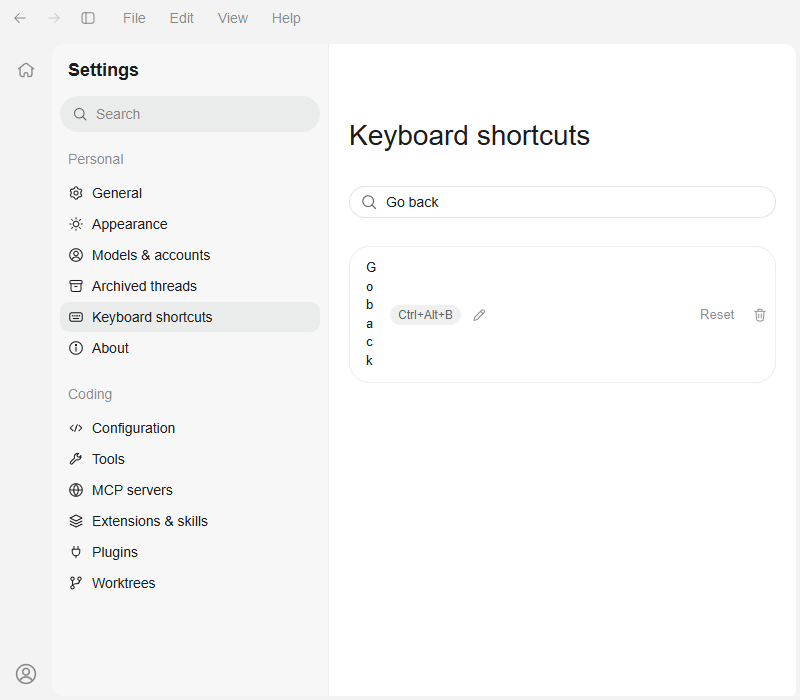 File Edit View Help
Settings
Search
Personal
General
Appearance
Models & accounts
Archived threads
Keyboard shortcuts
About
Coding
Configuration
Tools
MCP servers
Extensions & skills
Plugins
Worktrees
Keyboard shortcuts
Go back
G
o
b
a
c
k
Ctrl+Alt+B
Reset